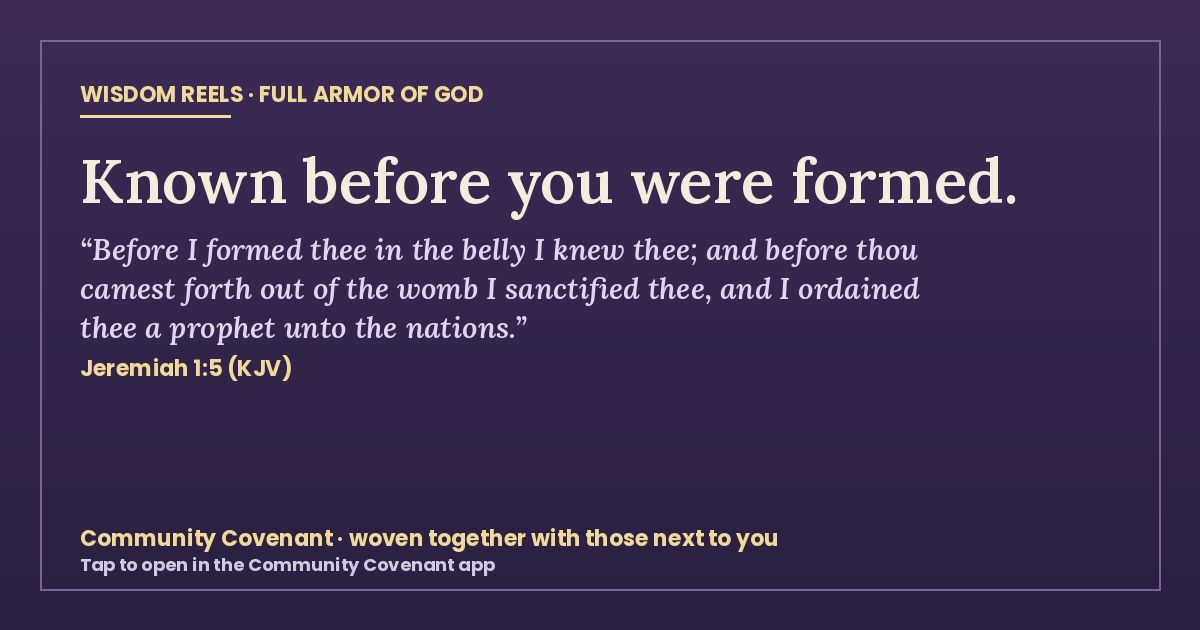 WISDOM REELS · FULL ARMOR OF GOD
Known before you were formed.
“Before I formed thee in the belly I knew thee; and before thou
camest forth out of the womb I sanctified thee, and I ordained
thee a prophet unto the nations.”
Jeremiah 1:5 (KJV)
Community Covenant · woven together with those next to you
Tap to open in the Community Covenant app